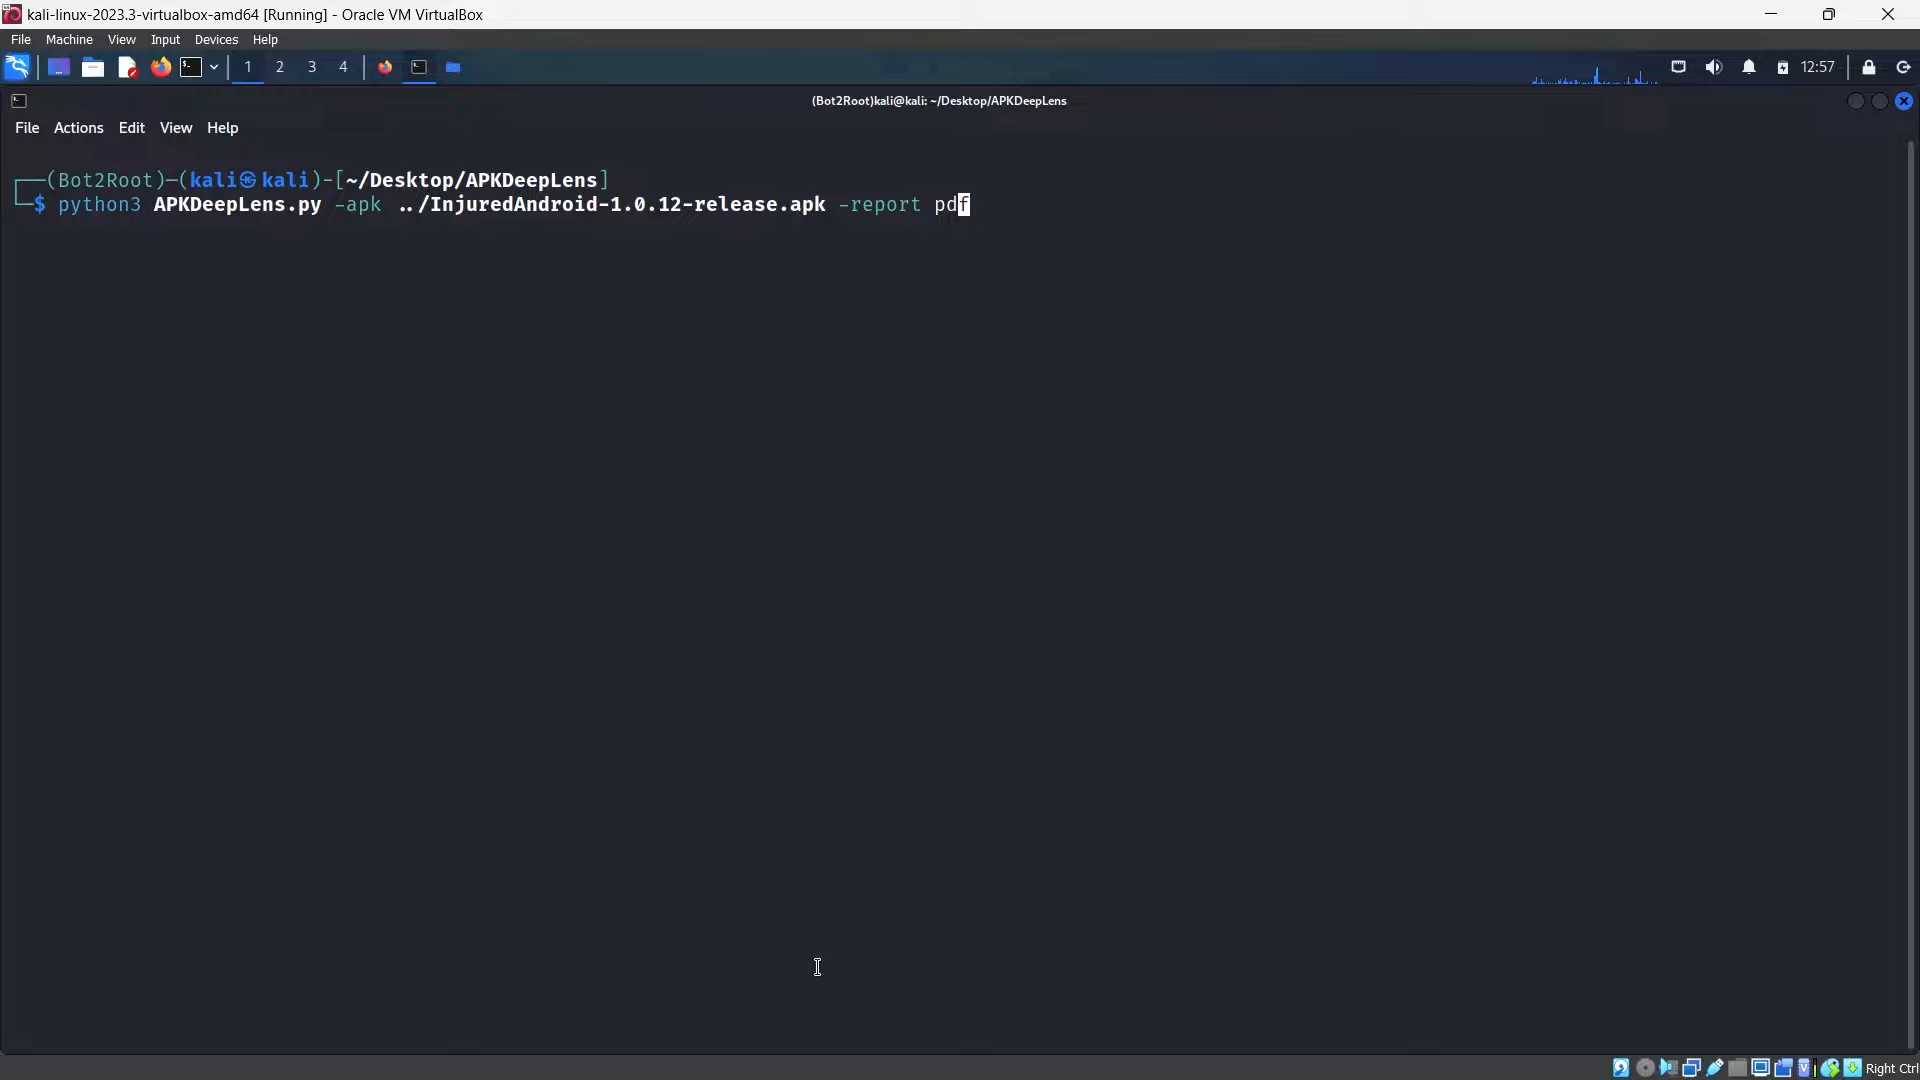 kali-linux-2023.3-virtualbox-amd64 [Running] - Oracle VM VirtualBox
File Machine View Input Devices Help
1 2 3 4 12:57
(Bot2Root)kali@kali: ~/Desktop/APKDeepLens
File Actions Edit View Help
┌──(Bot2Root)─(kali㉿kali)-[~/Desktop/APKDeepLens]
└─$ python3 APKDeepLens.py -apk ../InjuredAndroid-1.0.12-release.apk -report pdf
Right Ctrl